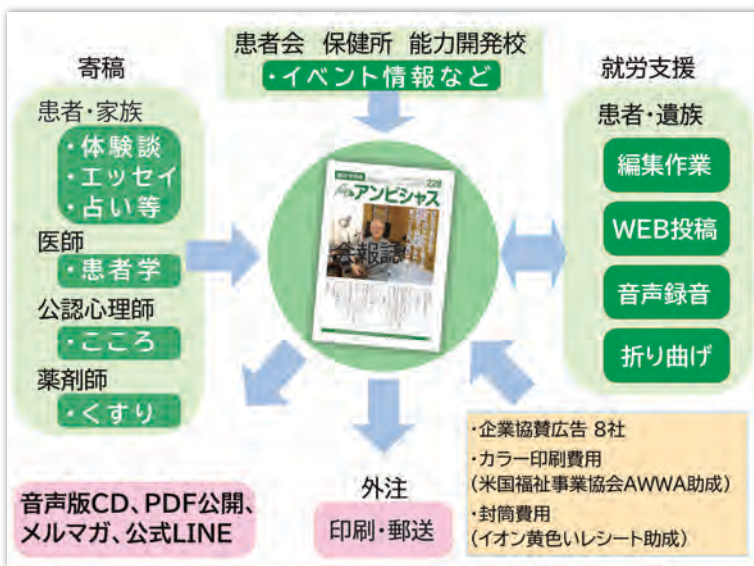 患者会 保健所 能力開発校
・イベント情報など
寄稿
患者・家族
・体験談
・エッセイ
・占い等
医師
・患者学
公認心理師
・こころ
薬剤師
・くすり
228
アンビシャス
会報誌
就労支援
患者・遺族
編集作業
WEB投稿
音声録音
折り曲げ
音声版CD、PDF公開、
メルマガ、公式LINE
外注
印刷・郵送
・企業協賛広告 8社
・カラー印刷費用
(米国福祉事業協会AWWA助成)
・封筒費用
(イオン黄色いレシート助成)